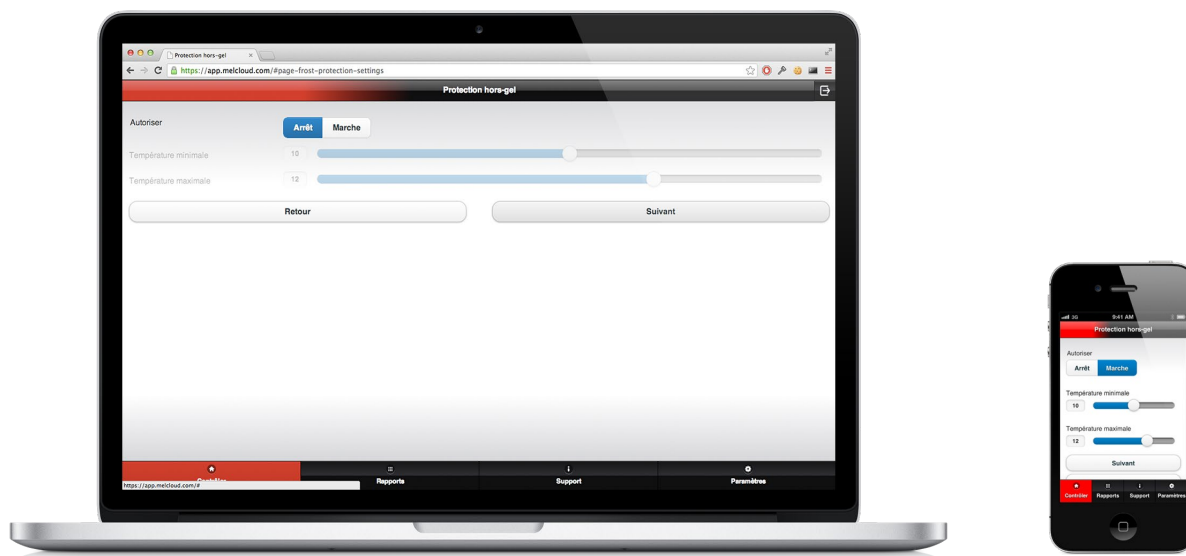 Protection hors-gel
https://app.melcloud.com/#page-frost-protection-settings
Protection hors-gel
Autoriser
Arrêt Marche
Température minimale 10
Température maximale 12
Retour Suivant
Contrôler Rapports Support Paramètres
https://app.melcloud.com/#
3G 9:41 AM
Protection hors-gel
Autoriser
Arrêt Marche
Température minimale
10
Température maximale
12
Suivant
Contrôler Rapports Support Paramètres